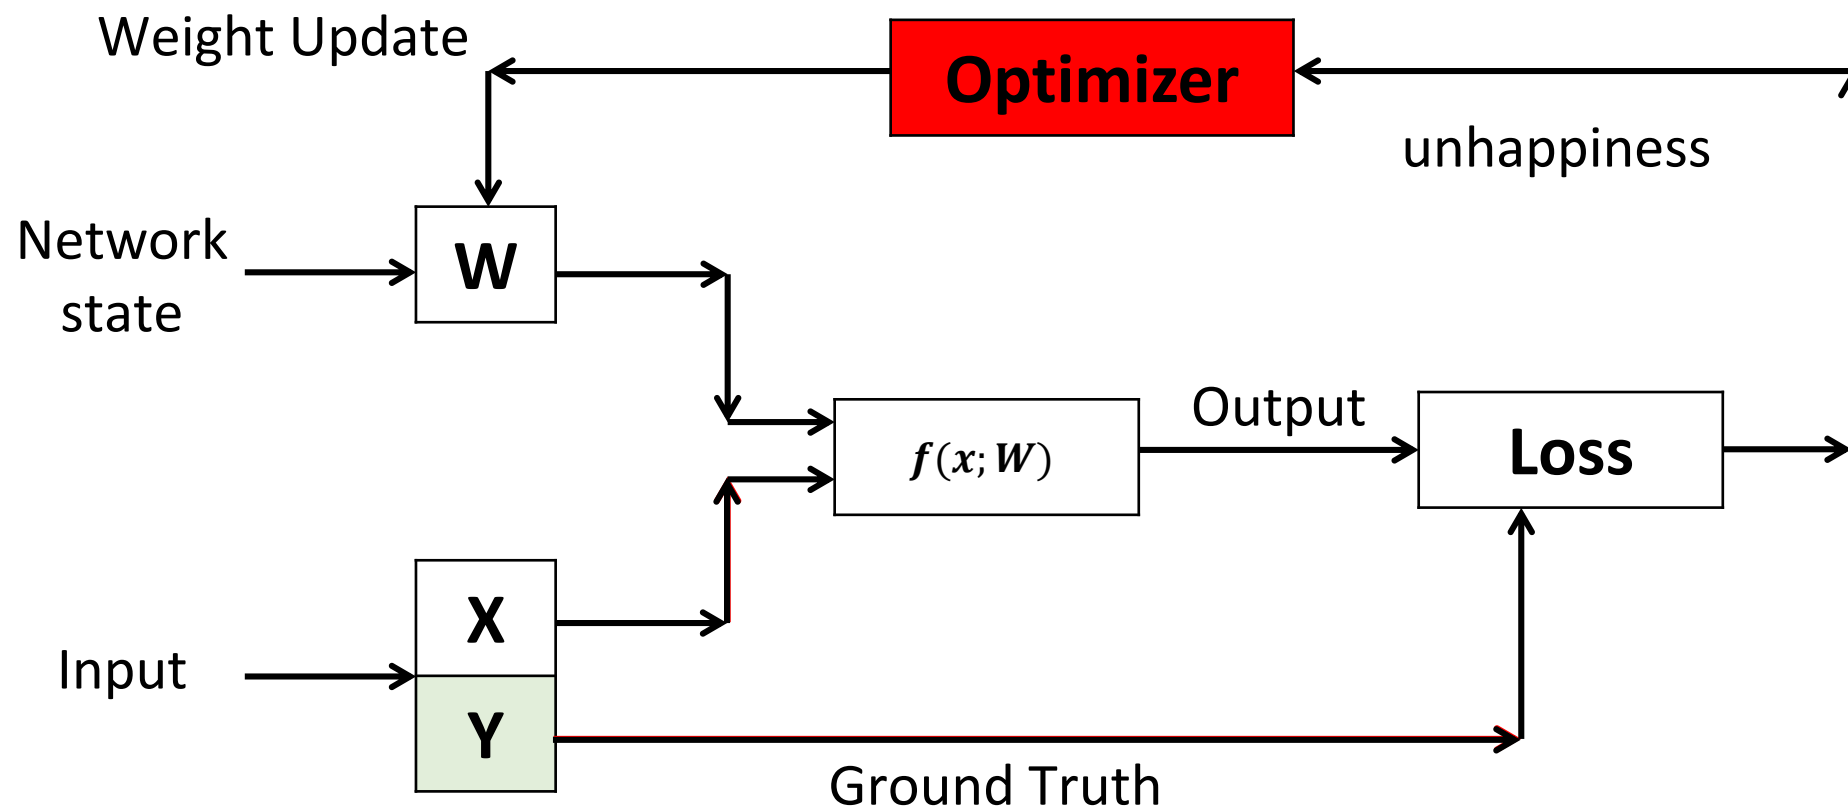 Weight Update
Optimizer
unhappiness
Network
state
W
Output
f(x; W)
Loss
X
Input
Y
Ground Truth